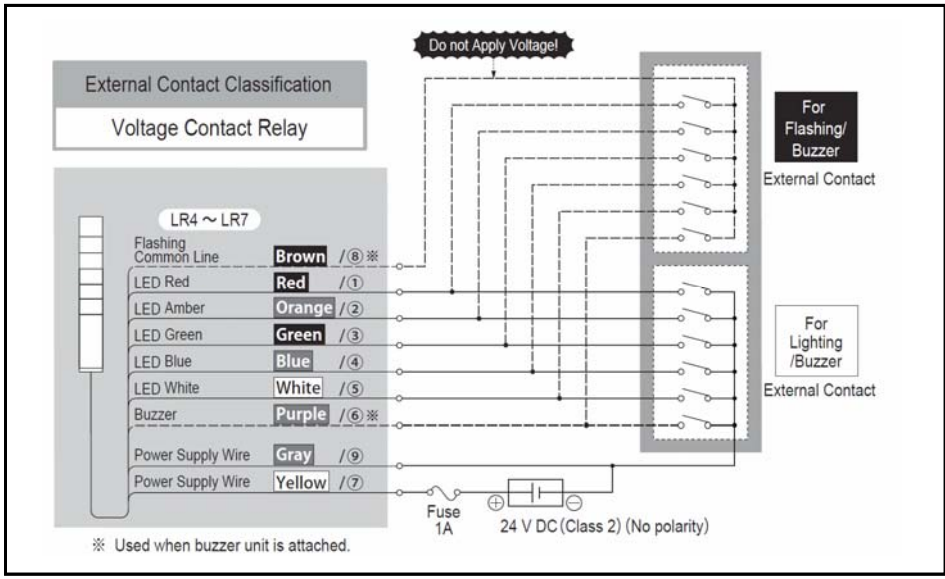 Do not Apply Voltage!
External Contact Classification
Voltage Contact Relay
For
Flashing/
Buzzer
External Contact
LR4 ~ LR7
Flashing
Common Line Brown /⑧ ※
LED Red Red /①
LED Amber Orange /②
LED Green Green /③
LED Blue Blue /④
LED White White /⑤
Buzzer Purple /⑥ ※
Power Supply Wire Gray /⑨
Power Supply Wire Yellow /⑦
For
Lighting
/Buzzer
External Contact
⊕ ⊖
Fuse
1A
24 V DC (Class 2) (No polarity)
※ Used when buzzer unit is attached.